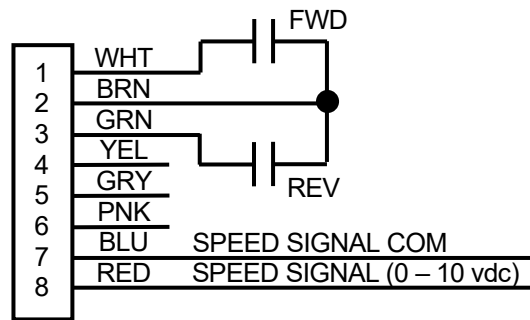 FWD
1 WHT
2 BRN
3 GRN
4 YEL
5 GRY
REV
6 PNK
7 BLU SPEED SIGNAL COM
8 RED SPEED SIGNAL (0 – 10 vdc)